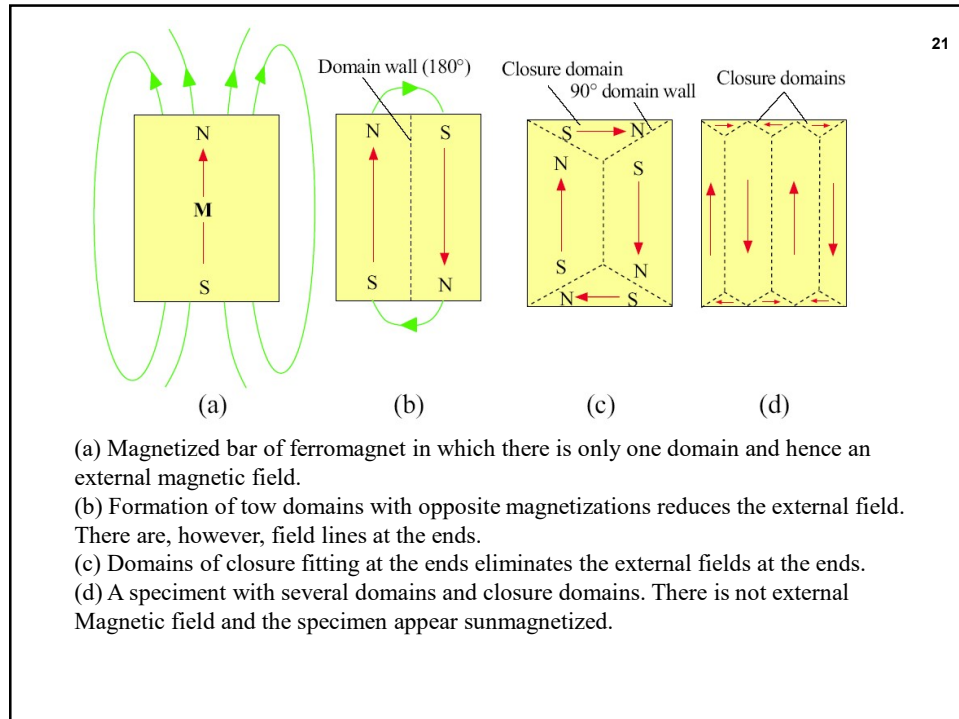 21
Domain wall (180°)
Closure domain
90° domain wall
Closure domains
N
M
S
N S
S N
S N
N S
S N
N S
(a) (b) (c) (d)
(a) Magnetized bar of ferromagnet in which there is only one domain and hence an
external magnetic field.
(b) Formation of tow domains with opposite magnetizations reduces the external field.
There are, however, field lines at the ends.
(c) Domains of closure fitting at the ends eliminates the external fields at the ends.
(d) A speciment with several domains and closure domains. There is not external
Magnetic field and the specimen appear sunmagnetized.